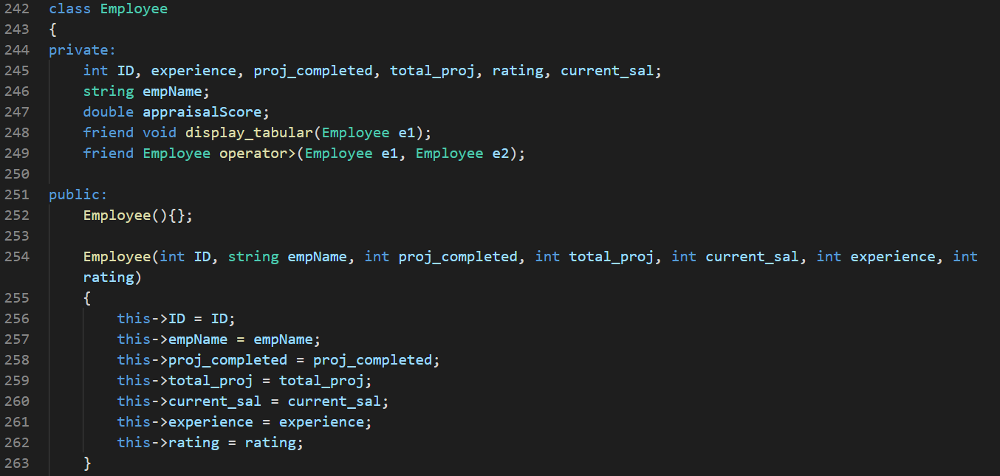 242 class Employee
243 {
244 private:
245     int ID, experience, proj_completed, total_proj, rating, current_sal;
246     string empName;
247     double appraisalScore;
248     friend void display_tabular(Employee e1);
249     friend Employee operator>(Employee e1, Employee e2);
250
251 public:
252     Employee(){};
253
254     Employee(int ID, string empName, int proj_completed, int total_proj, int current_sal, int experience, int
    rating)
255     {
256         this->ID = ID;
257         this->empName = empName;
258         this->proj_completed = proj_completed;
259         this->total_proj = total_proj;
260         this->current_sal = current_sal;
261         this->experience = experience;
262         this->rating = rating;
263     }